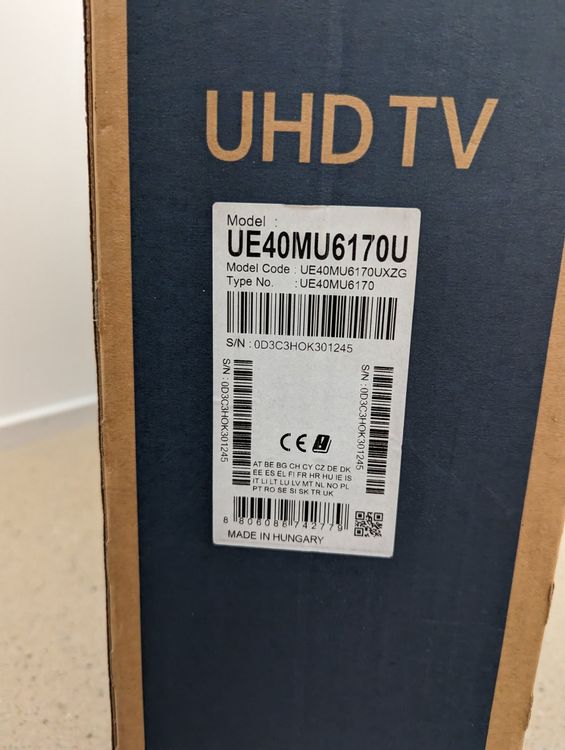 UHD TV
Model :
UE40MU6170U
Model Code : UE40MU6170UXZG
Type No. : UE40MU6170
S/N : 0D3C3HOK301245
S/N : 0D3C3HOK301245
S/N : 0D3C3HOK301245
CE
AT BE BG CH CY CZ DE DK
EE ES EL FI FR HR HU IE IS
IT LI LT LU LV MT NL NO PL
PT RO SE SI SK TR UK
8 806086 742779
MADE IN HUNGARY